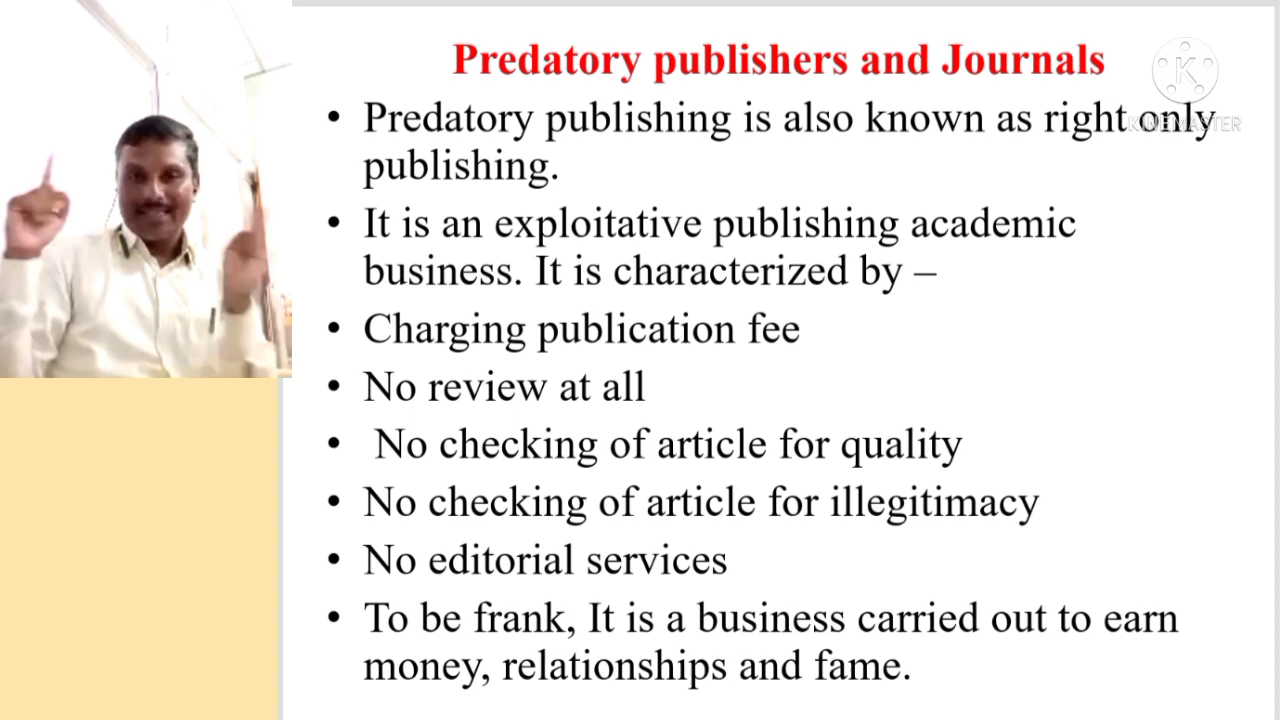 Predatory publishers and Journals
• Predatory publishing is also known as right only
publishing.
• It is an exploitative publishing academic
business. It is characterized by –
• Charging publication fee
• No review at all
• No checking of article for quality
• No checking of article for illegitimacy
• No editorial services
• To be frank, It is a business carried out to earn
money, relationships and fame.
K
KINEMASTER